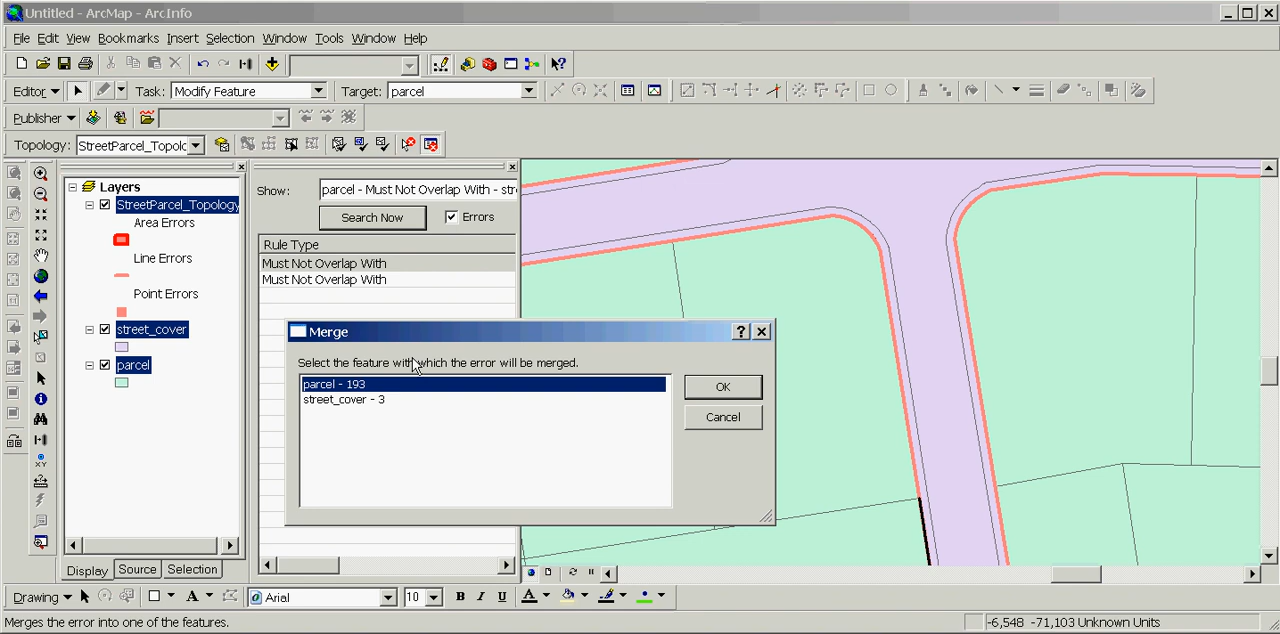 Untitled - ArcMap - ArcInfo
File Edit View Bookmarks Insert Selection Window Tools Window Help
Editor Task: Modify Feature Target: parcel
Publisher
Topology: StreetParcel_Topolc
Layers
StreetParcel_Topology
Area Errors
Line Errors
Point Errors
street_cover
parcel
Display Source Selection
Show: parcel - Must Not Overlap With - str
Search Now Errors
Rule Type
Must Not Overlap With
Must Not Overlap With
Merge
Select the feature with which the error will be merged.
parcel - 193
street_cover - 3
OK
Cancel
Drawing A Arial 10 B I U A
Merges the error into one of the features.
-6,548 -71,103 Unknown Units